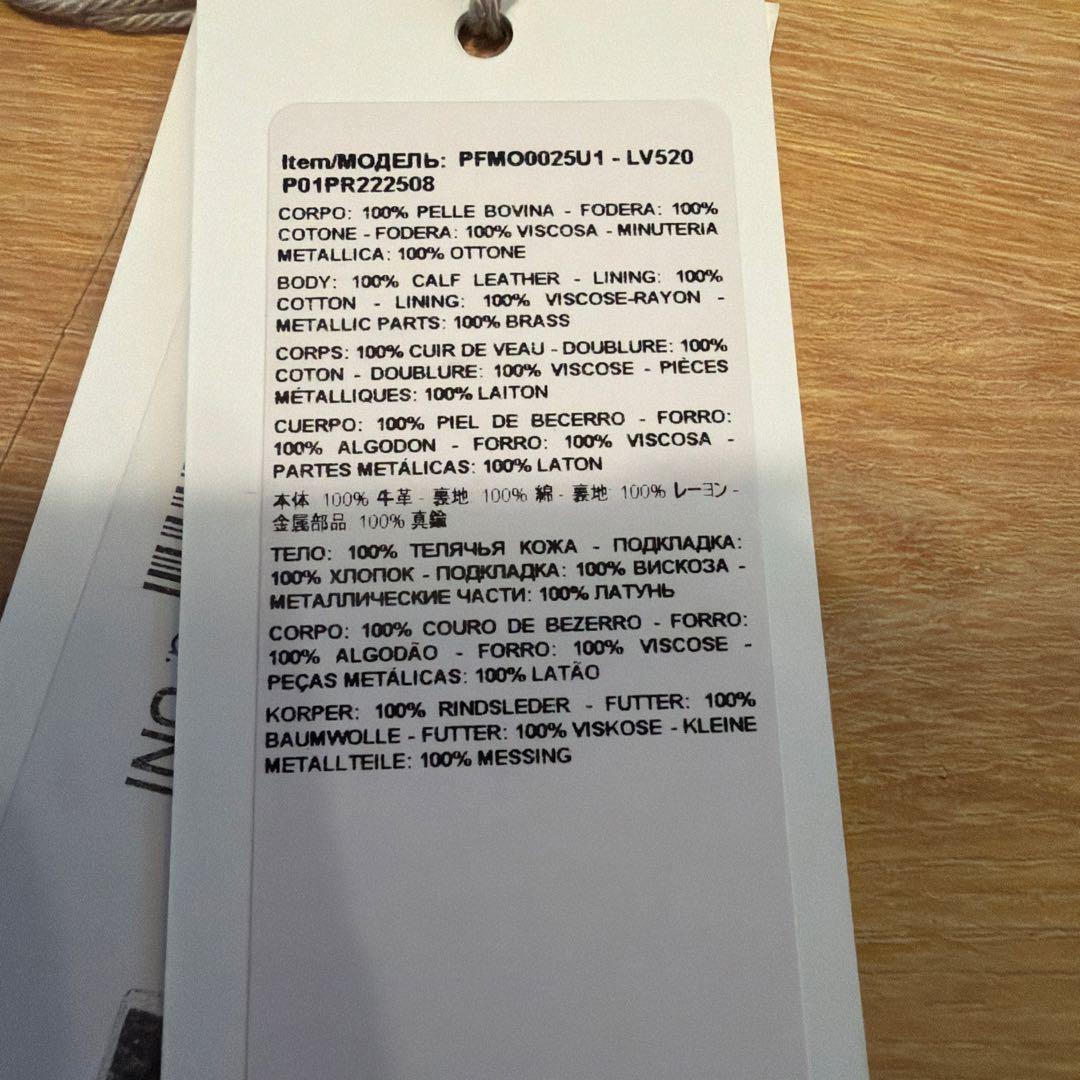 Item/МОДЕЛЬ: PFMO0025U1 - LV520
P01PR222508
CORPO: 100% PELLE BOVINA - FODERA: 100%
COTONE - FODERA: 100% VISCOSA - MINUTERIA
METALLICA: 100% OTTONE
BODY: 100% CALF LEATHER - LINING: 100%
COTTON - LINING: 100% VISCOSE-RAYON -
METALLIC PARTS: 100% BRASS
CORPS: 100% CUIR DE VEAU - DOUBLURE: 100%
COTON - DOUBLURE: 100% VISCOSE - PIÈCES
MÉTALLIQUES: 100% LAITON
CUERPO: 100% PIEL DE BECERRO - FORRO:
100% ALGODON - FORRO: 100% VISCOSA -
PARTES METÁLICAS: 100% LATON
本体 100% 牛革 - 裏地 100% 綿 - 裏地: 100% レーヨン -
金属部品 100% 真鍮
ТЕЛО: 100% ТЕЛЯЧЬЯ КОЖА - ПОДКЛАДКА:
100% ХЛОПОК - ПОДКЛАДКА: 100% ВИСКОЗА -
МЕТАЛЛИЧЕСКИЕ ЧАСТИ: 100% ЛАТУНЬ
CORPO: 100% COURO DE BEZERRO - FORRO:
100% ALGODÃO - FORRO: 100% VISCOSE -
PEÇAS METÁLICAS: 100% LATÃO
KORPER: 100% RINDSLEDER - FUTTER: 100%
BAUMWOLLE - FUTTER: 100% VISKOSE - KLEINE
METALLTEILE: 100% MESSING